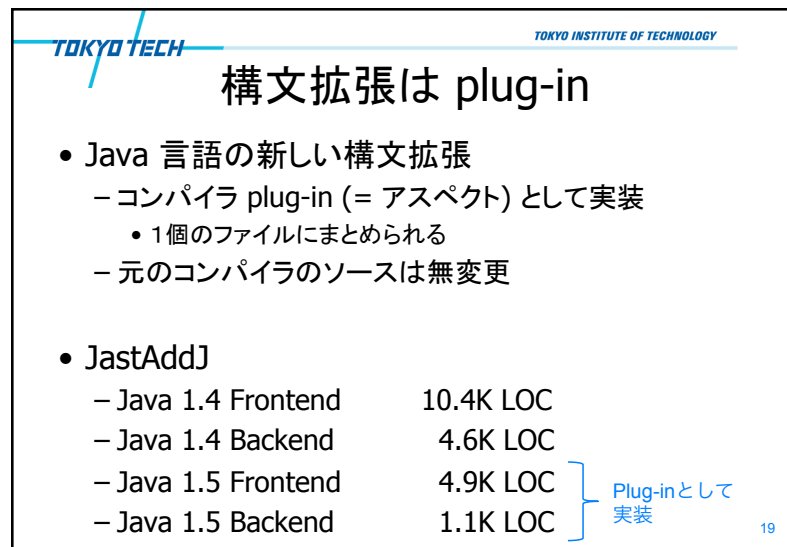 TOKYO TECH
TOKYO INSTITUTE OF TECHNOLOGY
構文拡張は plug-in
• Java 言語の新しい構文拡張
– コンパイラ plug-in (= アスペクト) として実装
• 1個のファイルにまとめられる
– 元のコンパイラのソースは無変更
• JastAddJ
– Java 1.4 Frontend 10.4K LOC
– Java 1.4 Backend 4.6K LOC
– Java 1.5 Frontend 4.9K LOC
– Java 1.5 Backend 1.1K LOC
Plug-inとして
実装
19